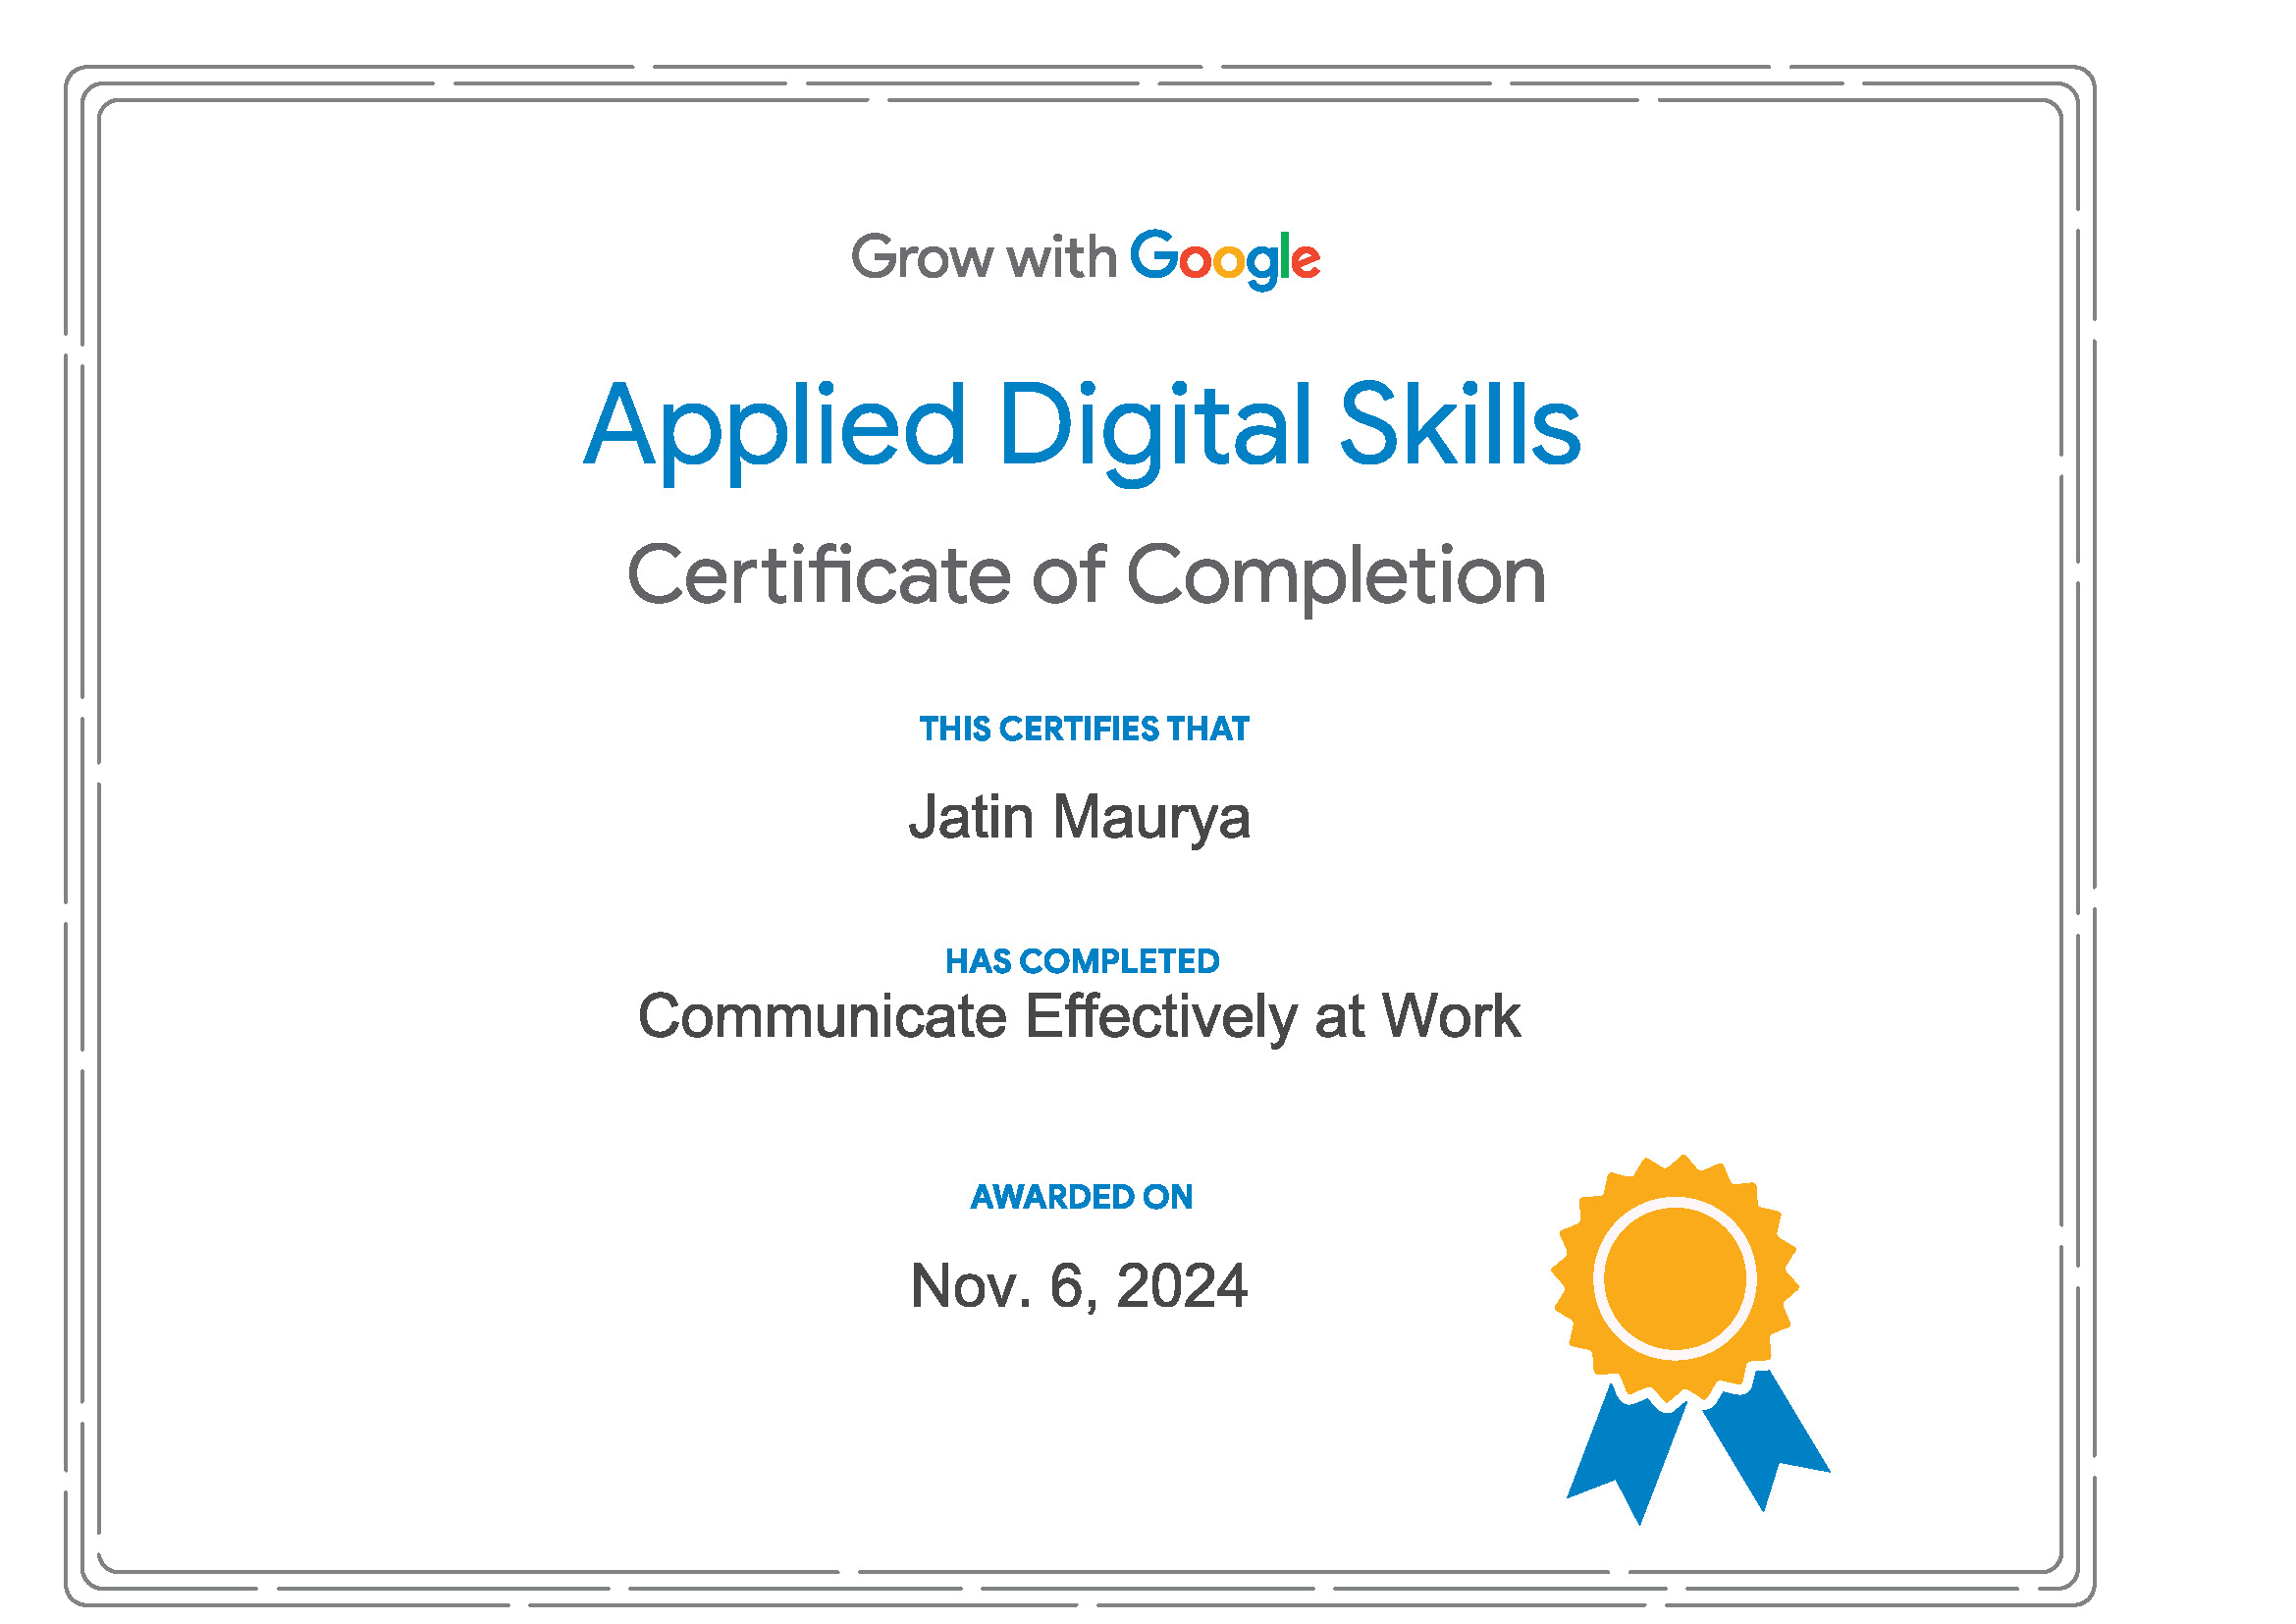 Grow with Google
Applied Digital Skills
Certificate of Completion
THIS CERTIFIES THAT
Jatin Maurya
HAS COMPLETED
Communicate Effectively at Work
AWARDED ON
Nov. 6, 2024